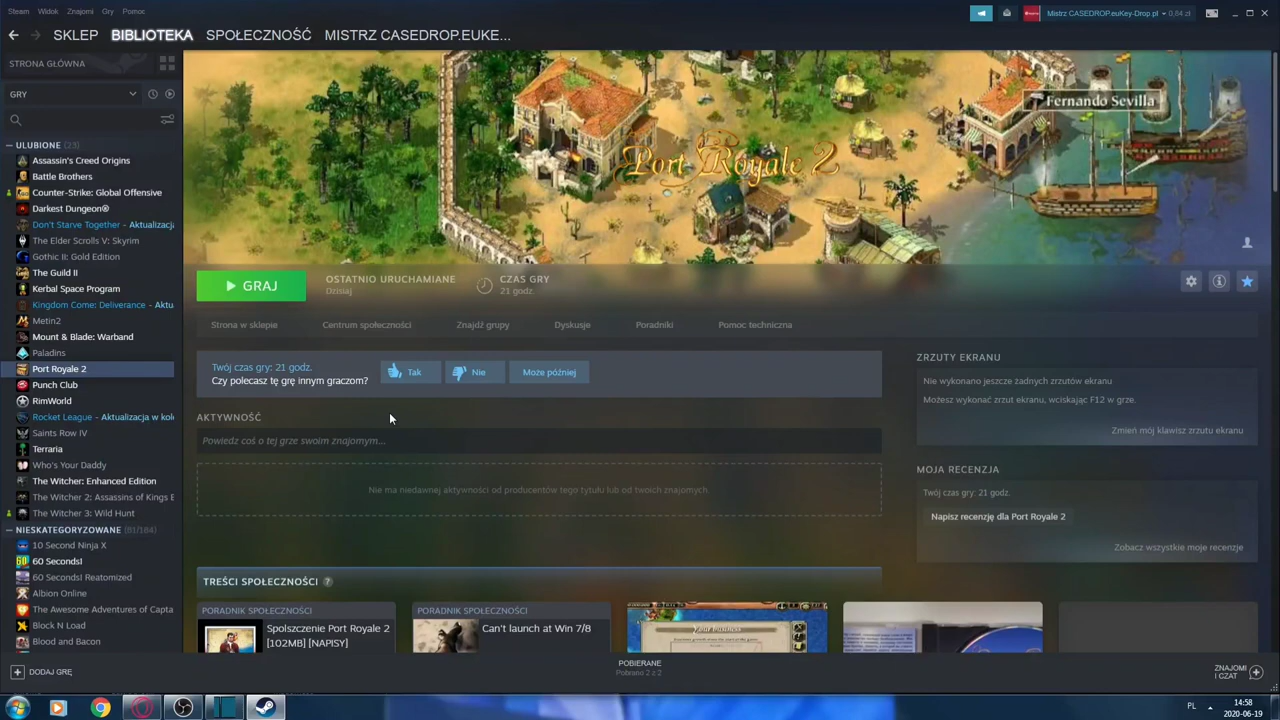 Steam Widok Znajomi Gry Pomoc
Mistrz CASEDROP.euKey-Drop.pl 0,84 zł
SKLEP BIBLIOTEKA SPOŁECZNOŚĆ MISTRZ CASEDROP.EUKE...
STRONA GŁÓWNA
GRY
ULUBIONE (23)
Assassin's Creed Origins
Battle Brothers
Counter-Strike: Global Offensive
Darkest Dungeon®
Don't Starve Together - Aktualizacja
The Elder Scrolls V: Skyrim
Gothic II: Gold Edition
The Guild II
Kerbal Space Program
Kingdom Come: Deliverance - Aktu
Metin2
Mount & Blade: Warband
Paladins
Port Royale 2
Punch Club
RimWorld
Rocket League - Aktualizacja w kol
Saints Row IV
Terraria
Who's Your Daddy
The Witcher: Enhanced Edition
The Witcher 2: Assassins of Kings E
The Witcher 3: Wild Hunt
NIESKATEGORYZOWANE (81/184)
10 Second Ninja X
60 Seconds!
60 Seconds! Reatomized
Albion Online
The Awesome Adventures of Capta
Block N Load
Blood and Bacon
DODAJ GRĘ
Fernando Sevilla
Port Royale 2
GRAJ
OSTATNIO URUCHAMIANE
Dzisiaj
CZAS GRY
21 godz.
Strona w sklepie Centrum społeczności Znajdź grupy Dyskusje Poradniki Pomoc techniczna
Twój czas gry: 21 godz.
Czy polecasz tę grę innym graczom?
Tak Nie Może później
AKTYWNOŚĆ
Powiedz coś o tej grze swoim znajomym...
Nie ma niedawnej aktywności od producentów tego tytułu lub od twoich znajomych.
ZRZUTY EKRANU
Nie wykonano jeszcze żadnych zrzutów ekranu
Możesz wykonać zrzut ekranu, wciskając F12 w grze.
Zmień mój klawisz zrzutu ekranu
MOJA RECENZJA
Twój czas gry: 21 godz.
Napisz recenzję dla Port Royale 2
Zobacz wszystkie moje recenzje
TREŚCI SPOŁECZNOŚCI ?
PORADNIK SPOŁECZNOŚCI
Spolszczenie Port Royale 2
[102MB] [NAPISY]
PORADNIK SPOŁECZNOŚCI
Can't launch at Win 7/8
POBIERANE
Pobrano 2 z 2
ZNAJOMI
I CZAT
PL
14:58
2020-06-19